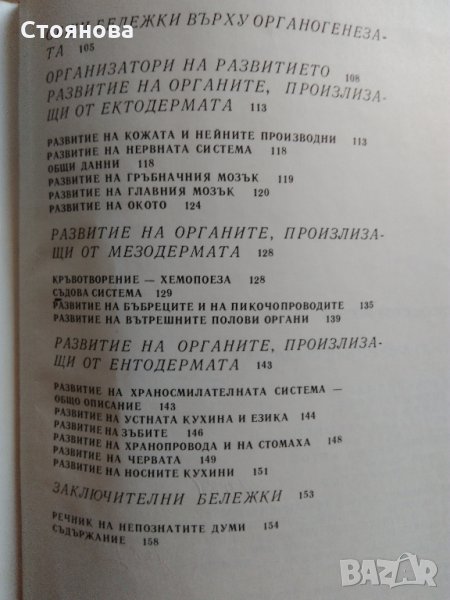 Стоянова
БЕЛЕЖКИ ВЪРХУ ОРГАНОГЕНЕЗА-
ТА 105
ОРГАНИЗАТОРИ НА РАЗВИТИЕТО 108
РАЗВИТИЕ НА ОРГАНИТЕ, ПРОИЗЛИЗА-
ЩИ ОТ ЕКТОДЕРМАТА 113
РАЗВИТИЕ НА КОЖАТА И НЕЙНИТЕ ПРОИЗВОДНИ 113
РАЗВИТИЕ НА НЕРВНАТА СИСТЕМА 118
ОБЩИ ДАННИ 118
РАЗВИТИЕ НА ГРЪБНАЧНИЯ МОЗЪК 119
РАЗВИТИЕ НА ГЛАВНИЯ МОЗЪК 120
РАЗВИТИЕ НА ОКОТО 124
РАЗВИТИЕ НА ОРГАНИТЕ, ПРОИЗЛИЗА-
ЩИ ОТ МЕЗОДЕРМАТА 128
КРЪВОТВОРЕНИЕ — ХЕМОПОЕЗА 128
СЪДОВА СИСТЕМА 129
РАЗВИТИЕ НА БЪБРЕЦИТЕ И НА ПИКОЧОПРОВОДИТЕ 135
РАЗВИТИЕ НА ВЪТРЕШНИТЕ ПОЛОВИ ОРГАНИ 139
РАЗВИТИЕ НА ОРГАНИТЕ, ПРОИЗЛИЗА-
ЩИ ОТ ЕНТОДЕРМАТА 143
РАЗВИТИЕ НА ХРАНОСМИЛАТЕЛНАТА СИСТЕМА —
ОБЩО ОПИСАНИЕ 143
РАЗВИТИЕ НА УСТНАТА КУХИНА И ЕЗИКА 144
РАЗВИТИЕ НА ЗЪБИТЕ 146
РАЗВИТИЕ НА ХРАНОПРОВОДА И НА СТОМАХА 148
РАЗВИТИЕ НА ЧЕРВАТА 149
РАЗВИТИЕ НА НОСНИТЕ КУХИНИ 151
ЗАКЛЮЧИТЕЛНИ БЕЛЕЖКИ 153
РЕЧНИК НА НЕПОЗНАТИТЕ ДУМИ 154
СЪДЪРЖАНИЕ 158
BAZAR